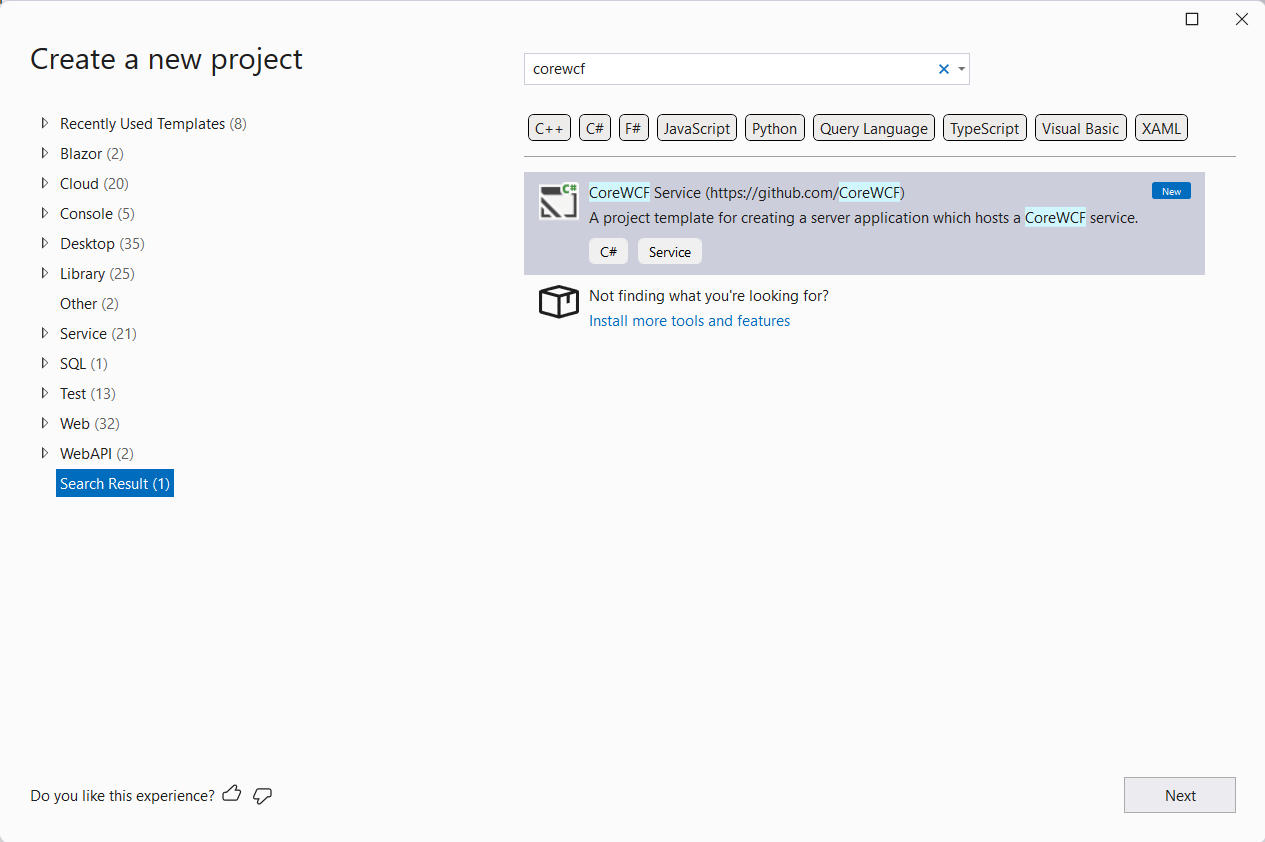 Create a new project
Recently Used Templates (8)
Blazor (2)
Cloud (20)
Console (5)
Desktop (35)
Library (25)
Other (2)
Service (21)
SQL (1)
Test (13)
Web (32)
WebAPI (2)
Search Result (1)
corewcf
C++ C# F# JavaScript Python Query Language TypeScript Visual Basic XAML
C#
CoreWCF Service (https://github.com/CoreWCF) New
A project template for creating a server application which hosts a CoreWCF service.
C# Service
Not finding what you're looking for?
Install more tools and features
Do you like this experience?
Next